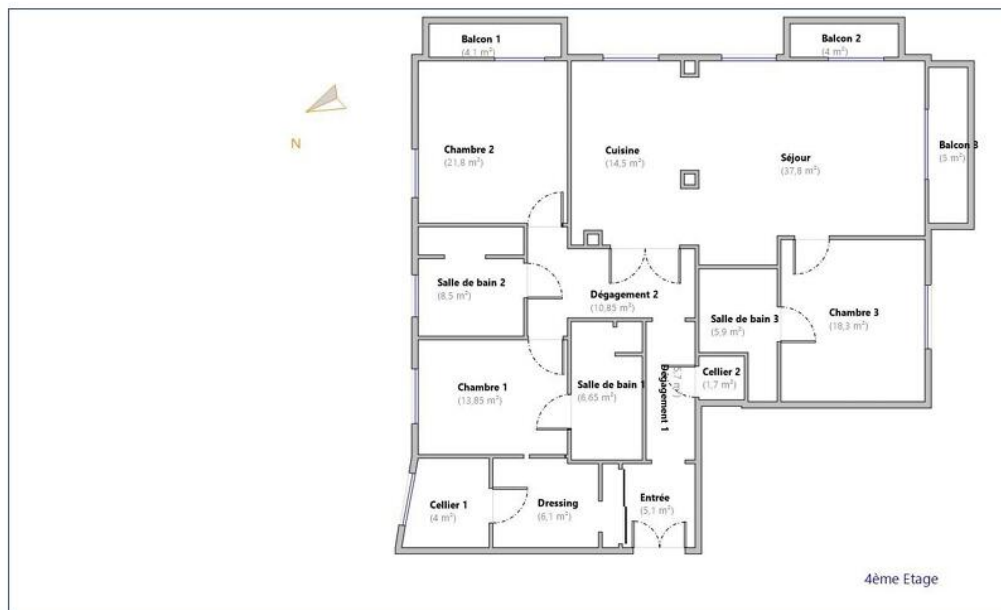 Balcon 1
(4,1 m²)
Balcon 2
(4 m²)
N
Chambre 2
(21,8 m²)
Cuisine
(14,5 m²)
Séjour
(37,8 m²)
Balcon 3
(5 m²)
Salle de bain 2
(8,5 m²)
Dégagement 2
(10,85 m²)
Salle de bain 3
(5,9 m²)
Chambre 3
(18,3 m²)
Chambre 1
(13,85 m²)
Salle de bain 1
(6,65 m²)
Dégagement 1
Cellier 2
(1,7 m²)
Cellier 1
(4 m²)
Dressing
(6,1 m²)
Entrée
(5,1 m²)
4ème Etage